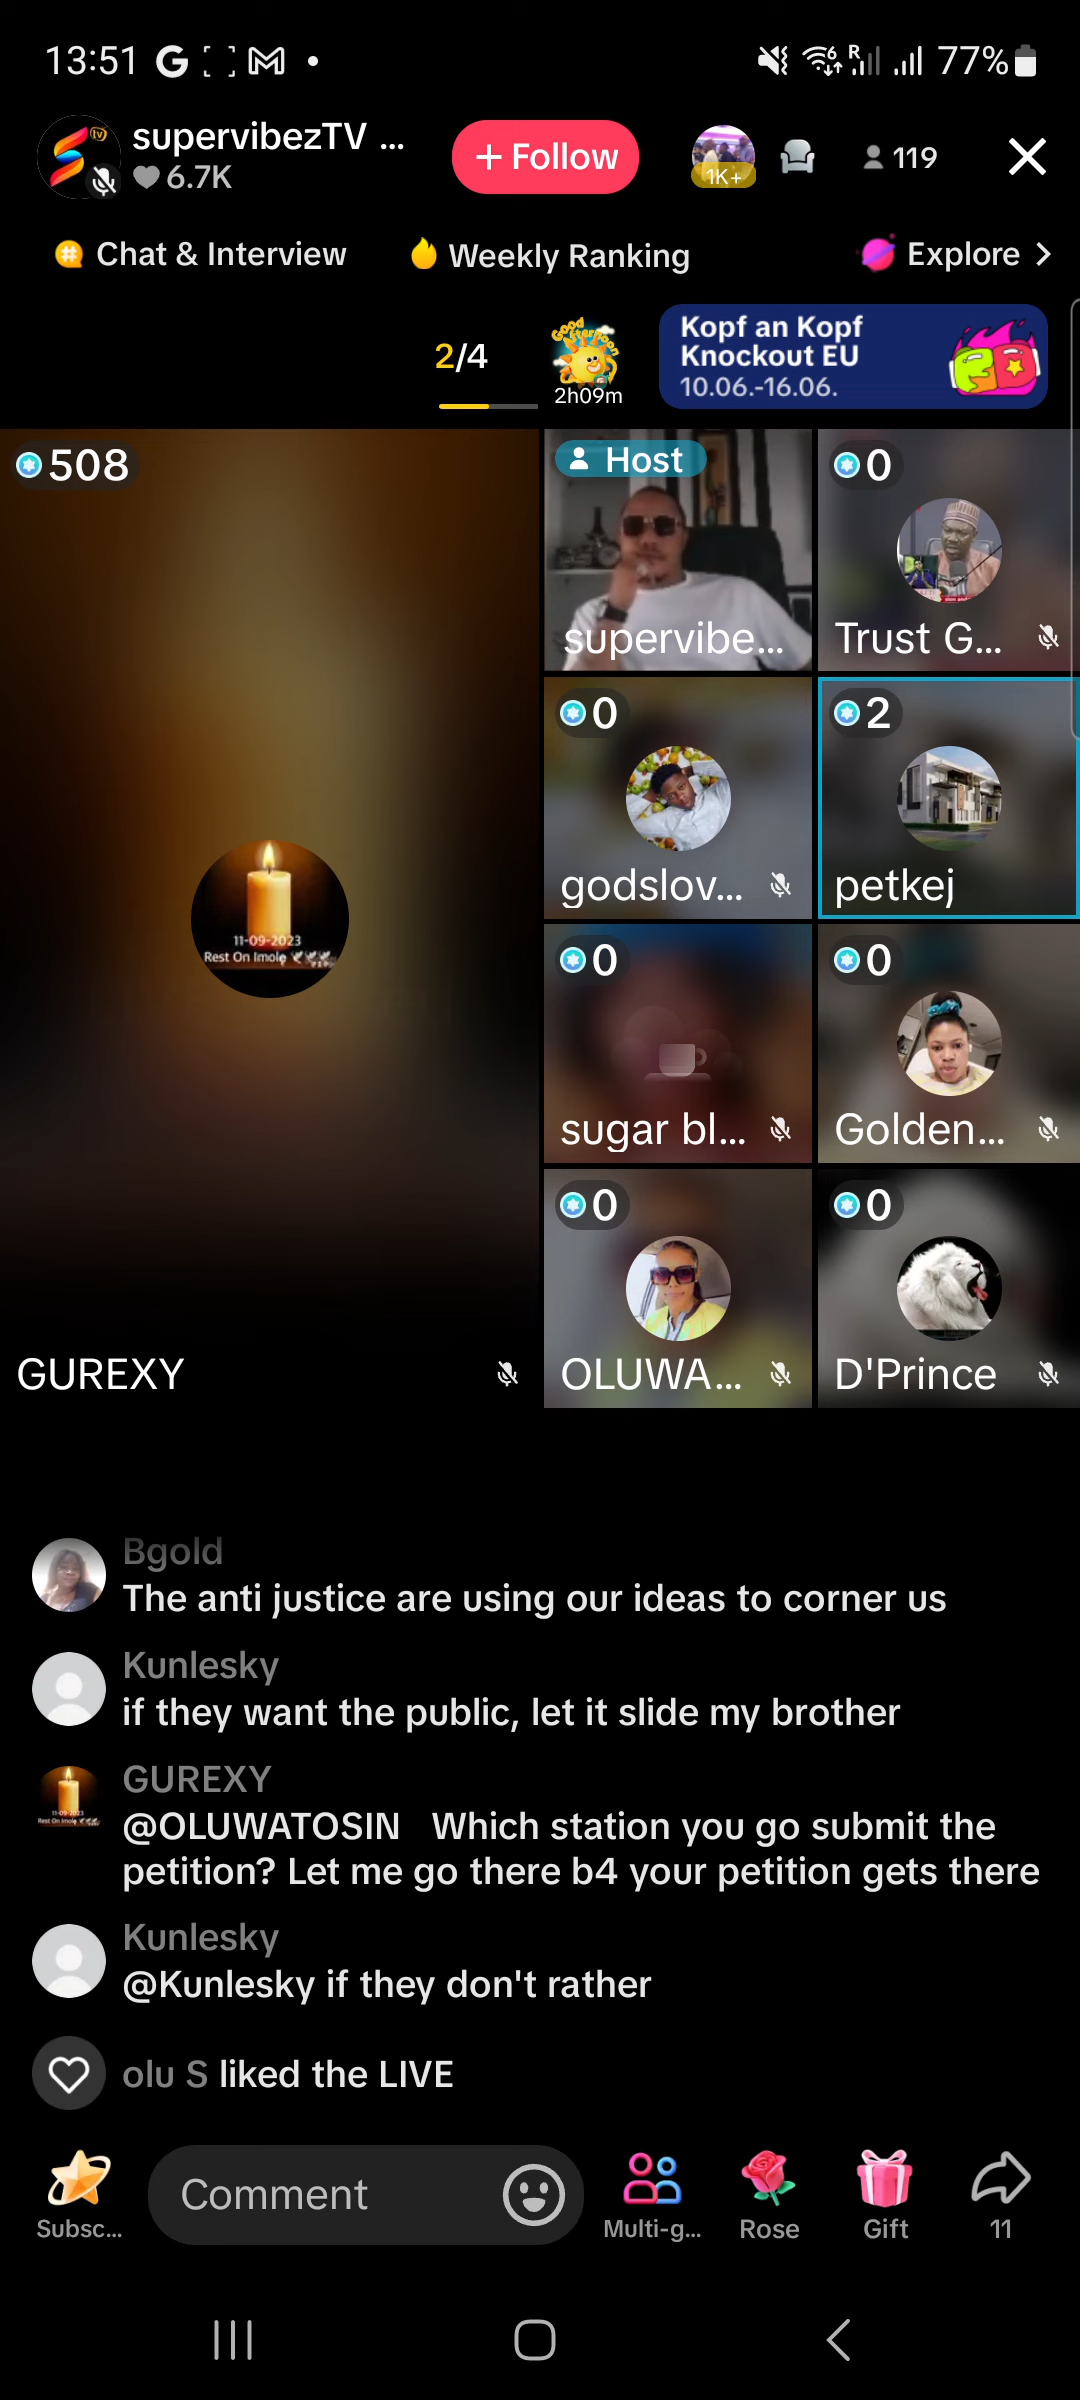 13:51
77%
supervibezTV ...
6.7K
+ Follow
1K+
119
Chat & Interview
Weekly Ranking
Explore >
2/4
Good Afternoon
2h09m
Kopf an Kopf
Knockout EU
10.06.-16.06.
508
Host
0
supervibe...
Trust G...
0
2
godslov...
petkej
11-09-2023
Rest On Imole
0
0
sugar bl...
Golden...
0
0
GUREXY
OLUWA...
D'Prince
Bgold
The anti justice are using our ideas to corner us
Kunlesky
if they want the public, let it slide my brother
GUREXY
@OLUWATOSIN Which station you go submit the
petition? Let me go there b4 your petition gets there
Kunlesky
@Kunlesky if they don't rather
olu S liked the LIVE
Comment
Subsc...
Multi-g...
Rose
Gift
11